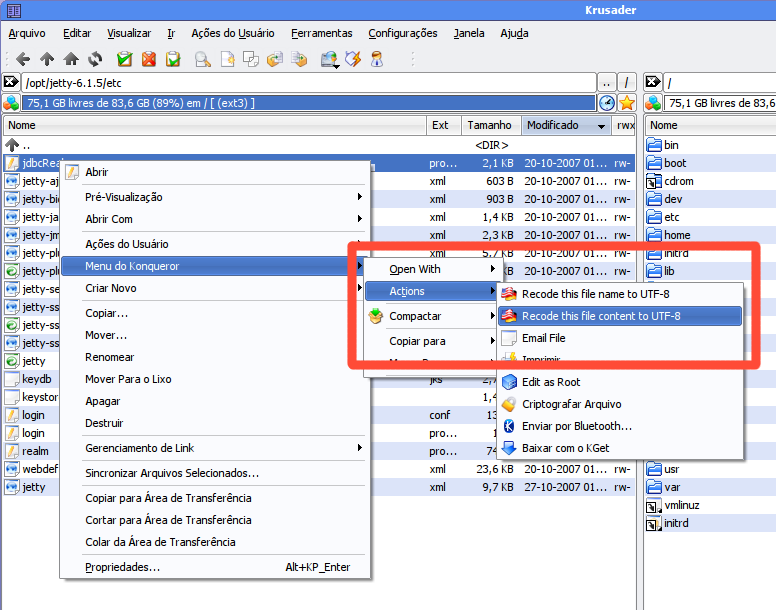 Krusader
Arquivo Editar Visualizar Ir Ações do Usuário Ferramentas Configurações Janela Ajuda
/opt/jetty-6.1.5/etc .. / /
75,1 GB livres de 83,6 GB (89%) em / [ (ext3) ] 75,1 GB livres de 83,6
Nome Ext Tamanho Modificado rwx Nome
.. <DIR> bin
jdbcRea pro... 2,1 KB 20-10-2007 01... rw- boot
Abrir
jetty-aj xml 603 B 20-10-2007 01... rw- cdrom
Pré-Visualização
jetty-bi xml 903 B 20-10-2007 01... rw- dev
Abrir Com
jetty-ja xml 1,4 KB 20-10-2007 01... rw- etc
jetty-jm xml 2,3 KB 20-10-2007 01... rw- home
Ações do Usuário
jetty-plu xml 5,7 KB 20-10-2007 01... rw- initrd
Menu do Konqueror Open With
jetty-plu lib
Actions
jetty-se
Criar Novo
Recode this file name to UTF-8
jetty-ss
Copiar... Compactar Recode this file content to UTF-8
jetty-ss
Mover... Copiar para Email File
jetty-ss
Renomear Imprimir
jetty
keydb Mover Para o Lixo jks Edit as Root
keystor Apagar 1,4 Criptografar Arquivo
login Destruir conf 13 Enviar por Bluetooth...
login pro... 1
realm Gerenciamento de Link pro... 74 Baixar com o KGet
webdef Sincronizar Arquivos Selecionados... xml 23,6 KB 20-10-2007 01... rw- usr
jetty xml 9,7 KB 27-10-2007 01... rw- var
Copiar para Área de Transferência
vmlinuz
Cortar para Área de Transferência
initrd
Colar da Área de Transferência
Propriedades... Alt+KP_Enter